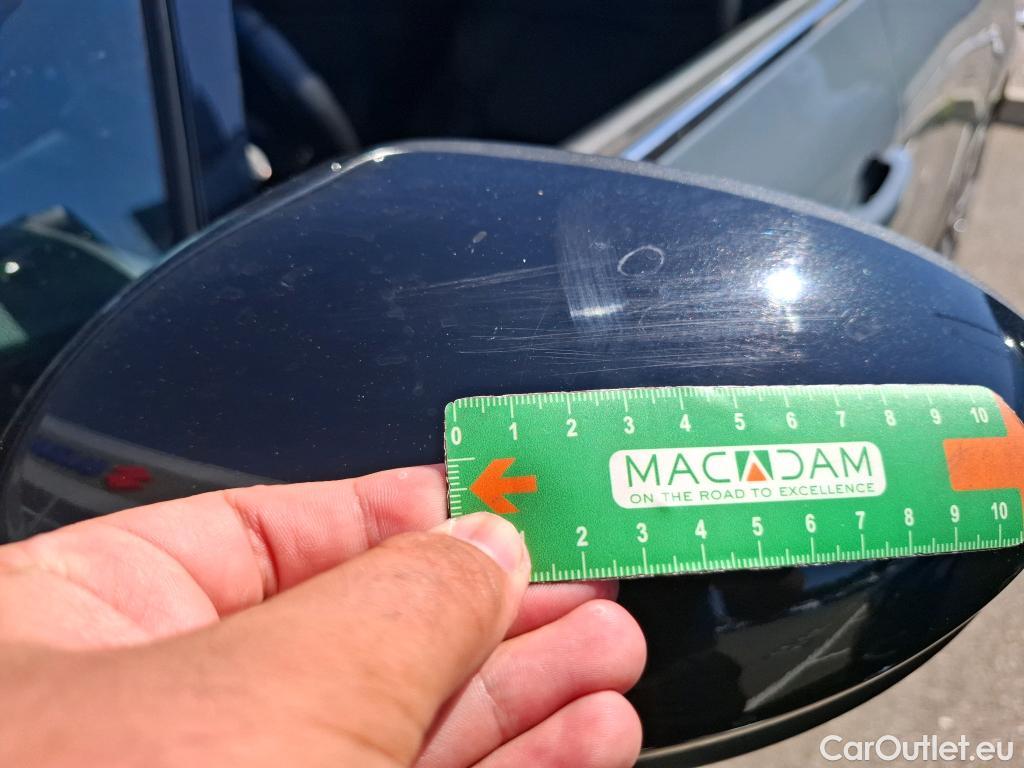 0 1 2 3 4 5 6 7 8 9 10
MACADAM
ON THE ROAD TO EXCELLENCE
2 3 4 5 6 7 8 9 10
CarOutlet.eu